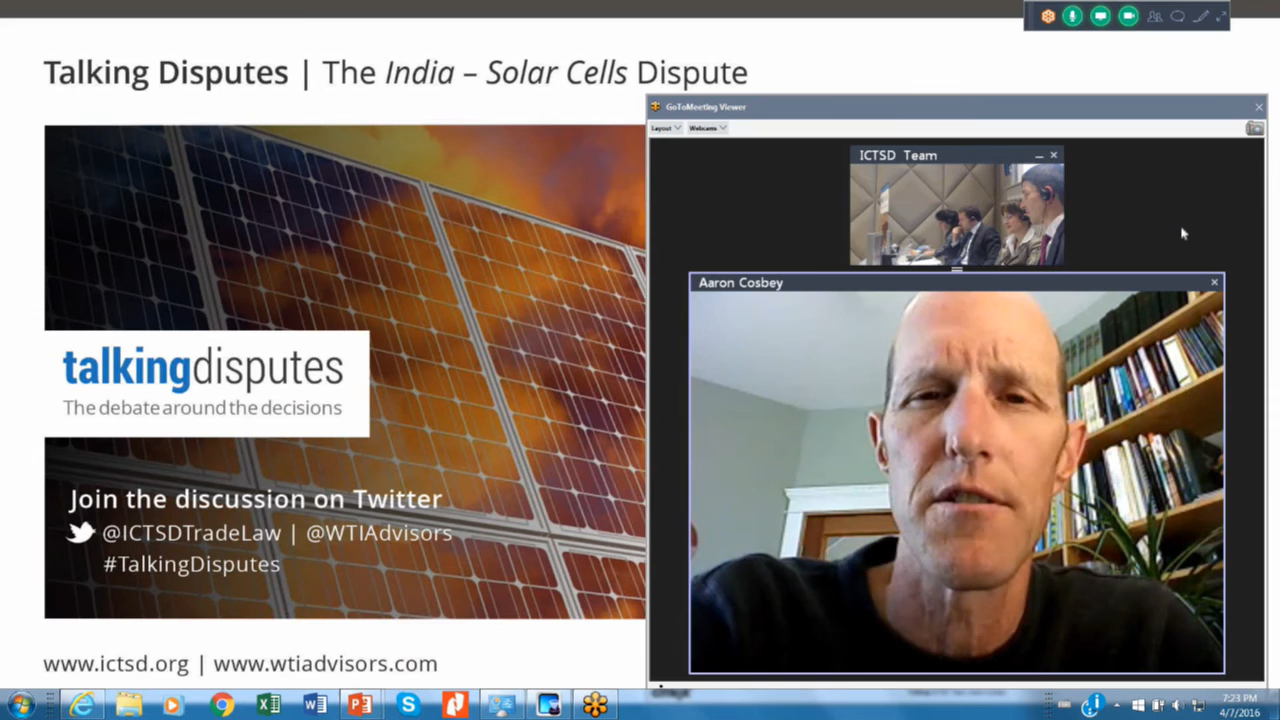 Talking Disputes | The India – Solar Cells Dispute
GoToMeeting Viewer
Layout
Webcams
ICTSD Team
Aaron Cosbey
talkingdisputes
The debate around the decisions
Join the discussion on Twitter
@ICTSDTradeLaw | @WTIAdvisors
#TalkingDisputes
www.ictsd.org | www.wtiadvisors.com
7:23 PM
4/7/2016